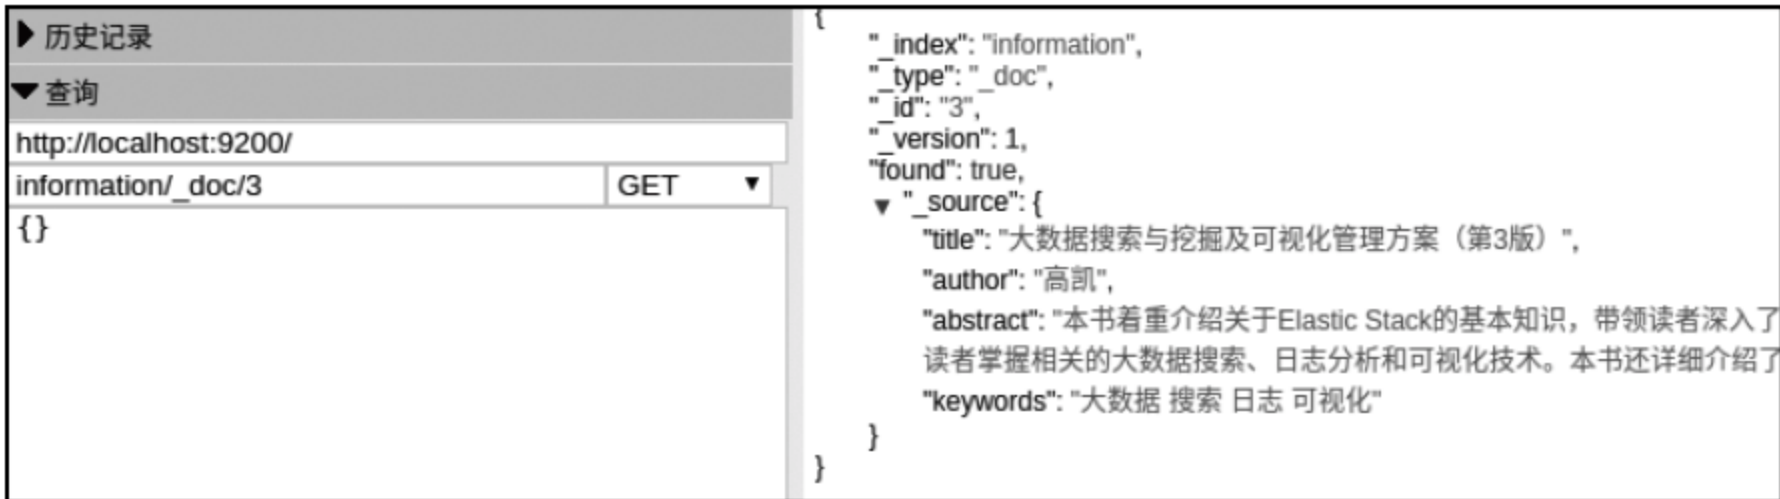 历史记录
查询
http://localhost:9200/
information/_doc/3
GET
{}
{
"_index": "information",
"_type": "_doc",
"_id": "3",
"_version": 1,
"found": true,
"_source": {
"title": "大数据搜索与挖掘及可视化管理方案（第3版）",
"author": "高凯",
"abstract": "本书着重介绍关于Elastic Stack的基本知识，带领读者深入了
读者掌握相关的大数据搜索、日志分析和可视化技术。本书还详细介绍了
"keywords": "大数据 搜索 日志 可视化"
}
}